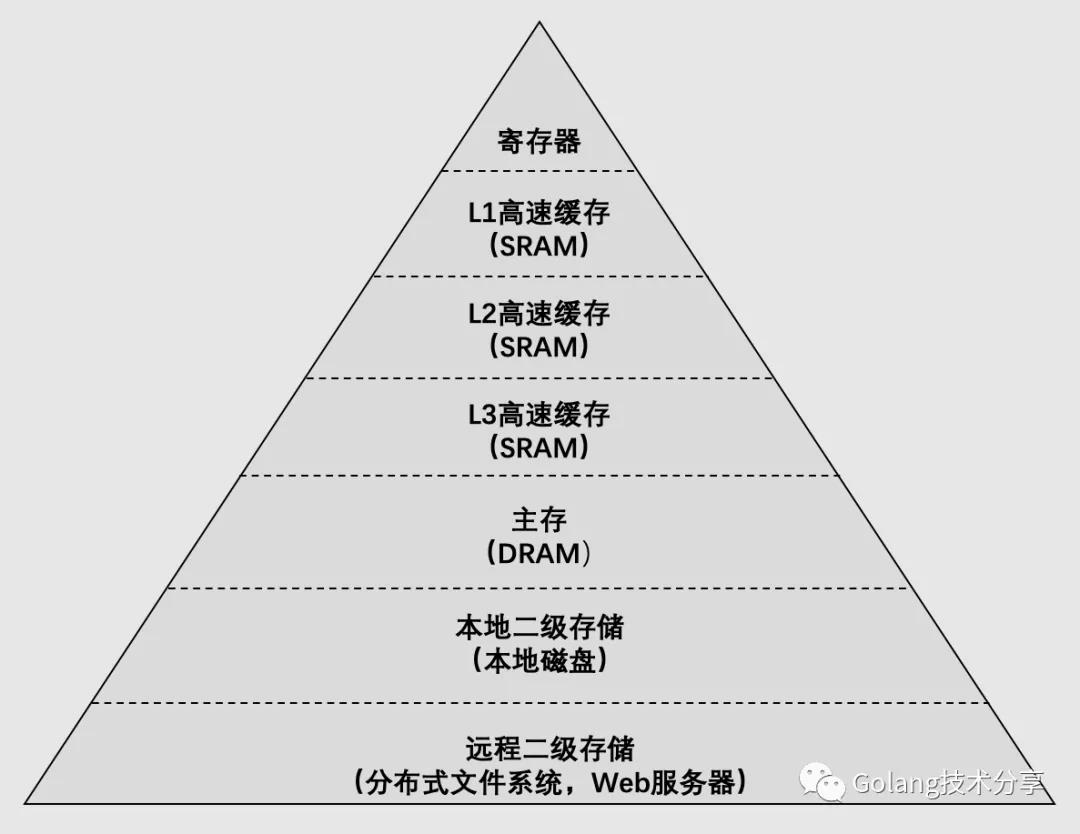 寄存器
L1高速缓存
(SRAM)
L2高速缓存
(SRAM)
L3高速缓存
(SRAM)
主存
(DRAM）
本地二级存储
(本地磁盘)
远程二级存储
(分布式文件系统，Web服务器)
Golang技术分享